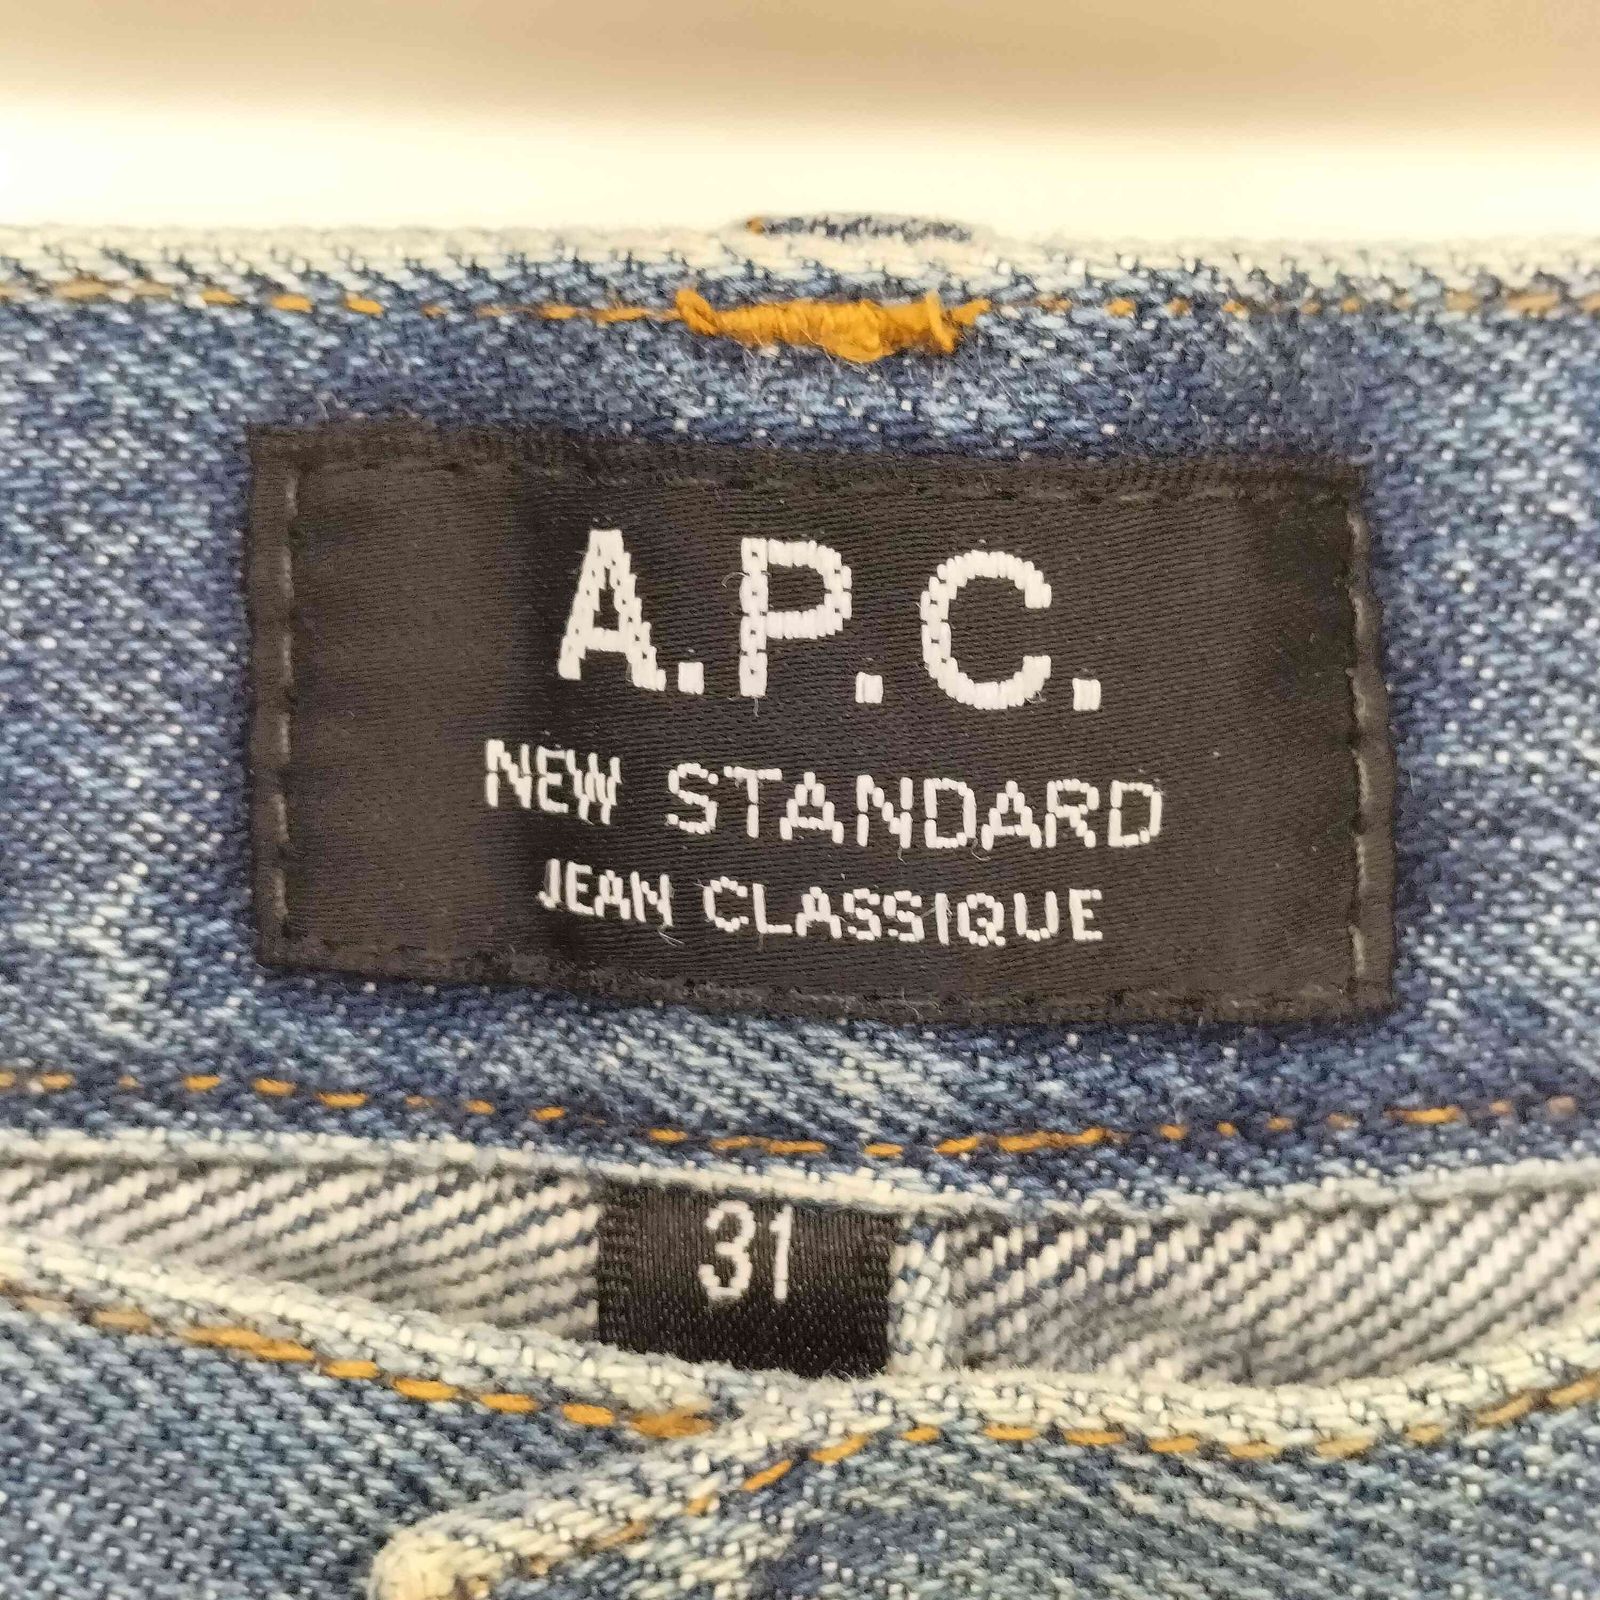 A.P.C.
NEW STANDARD
JEAN CLASSIQUE
31